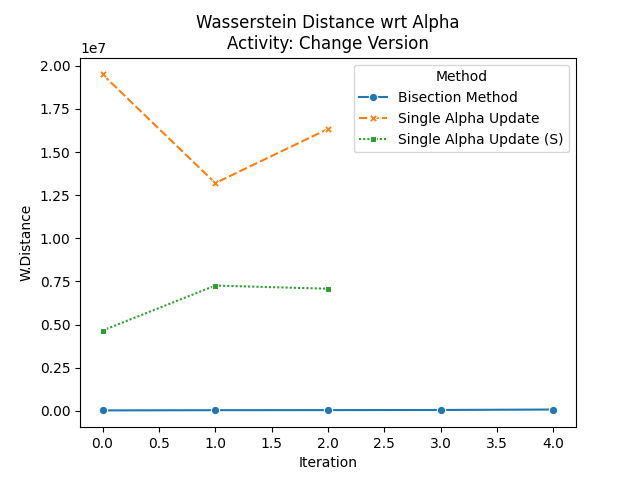 Wasserstein Distance wrt Alpha
Activity: Change Version
1e7
2.00
1.75
1.50
1.25
1.00
0.75
0.50
0.25
0.00
W.Distance
Method
Bisection Method
Single Alpha Update
Single Alpha Update (S)
0.0
0.5
1.0
1.5
2.0
2.5
3.0
3.5
4.0
Iteration